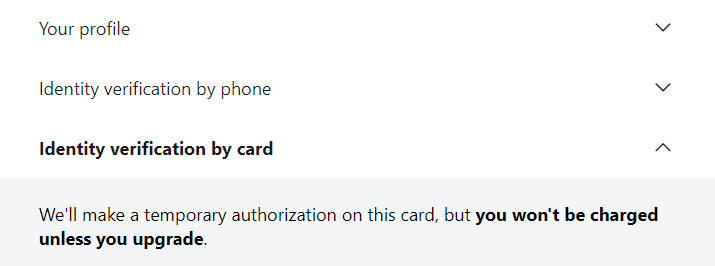 Your profile
Identity verification by phone
Identity verification by card
We'll make a temporary authorization on this card, but you won't be charged
unless you upgrade.